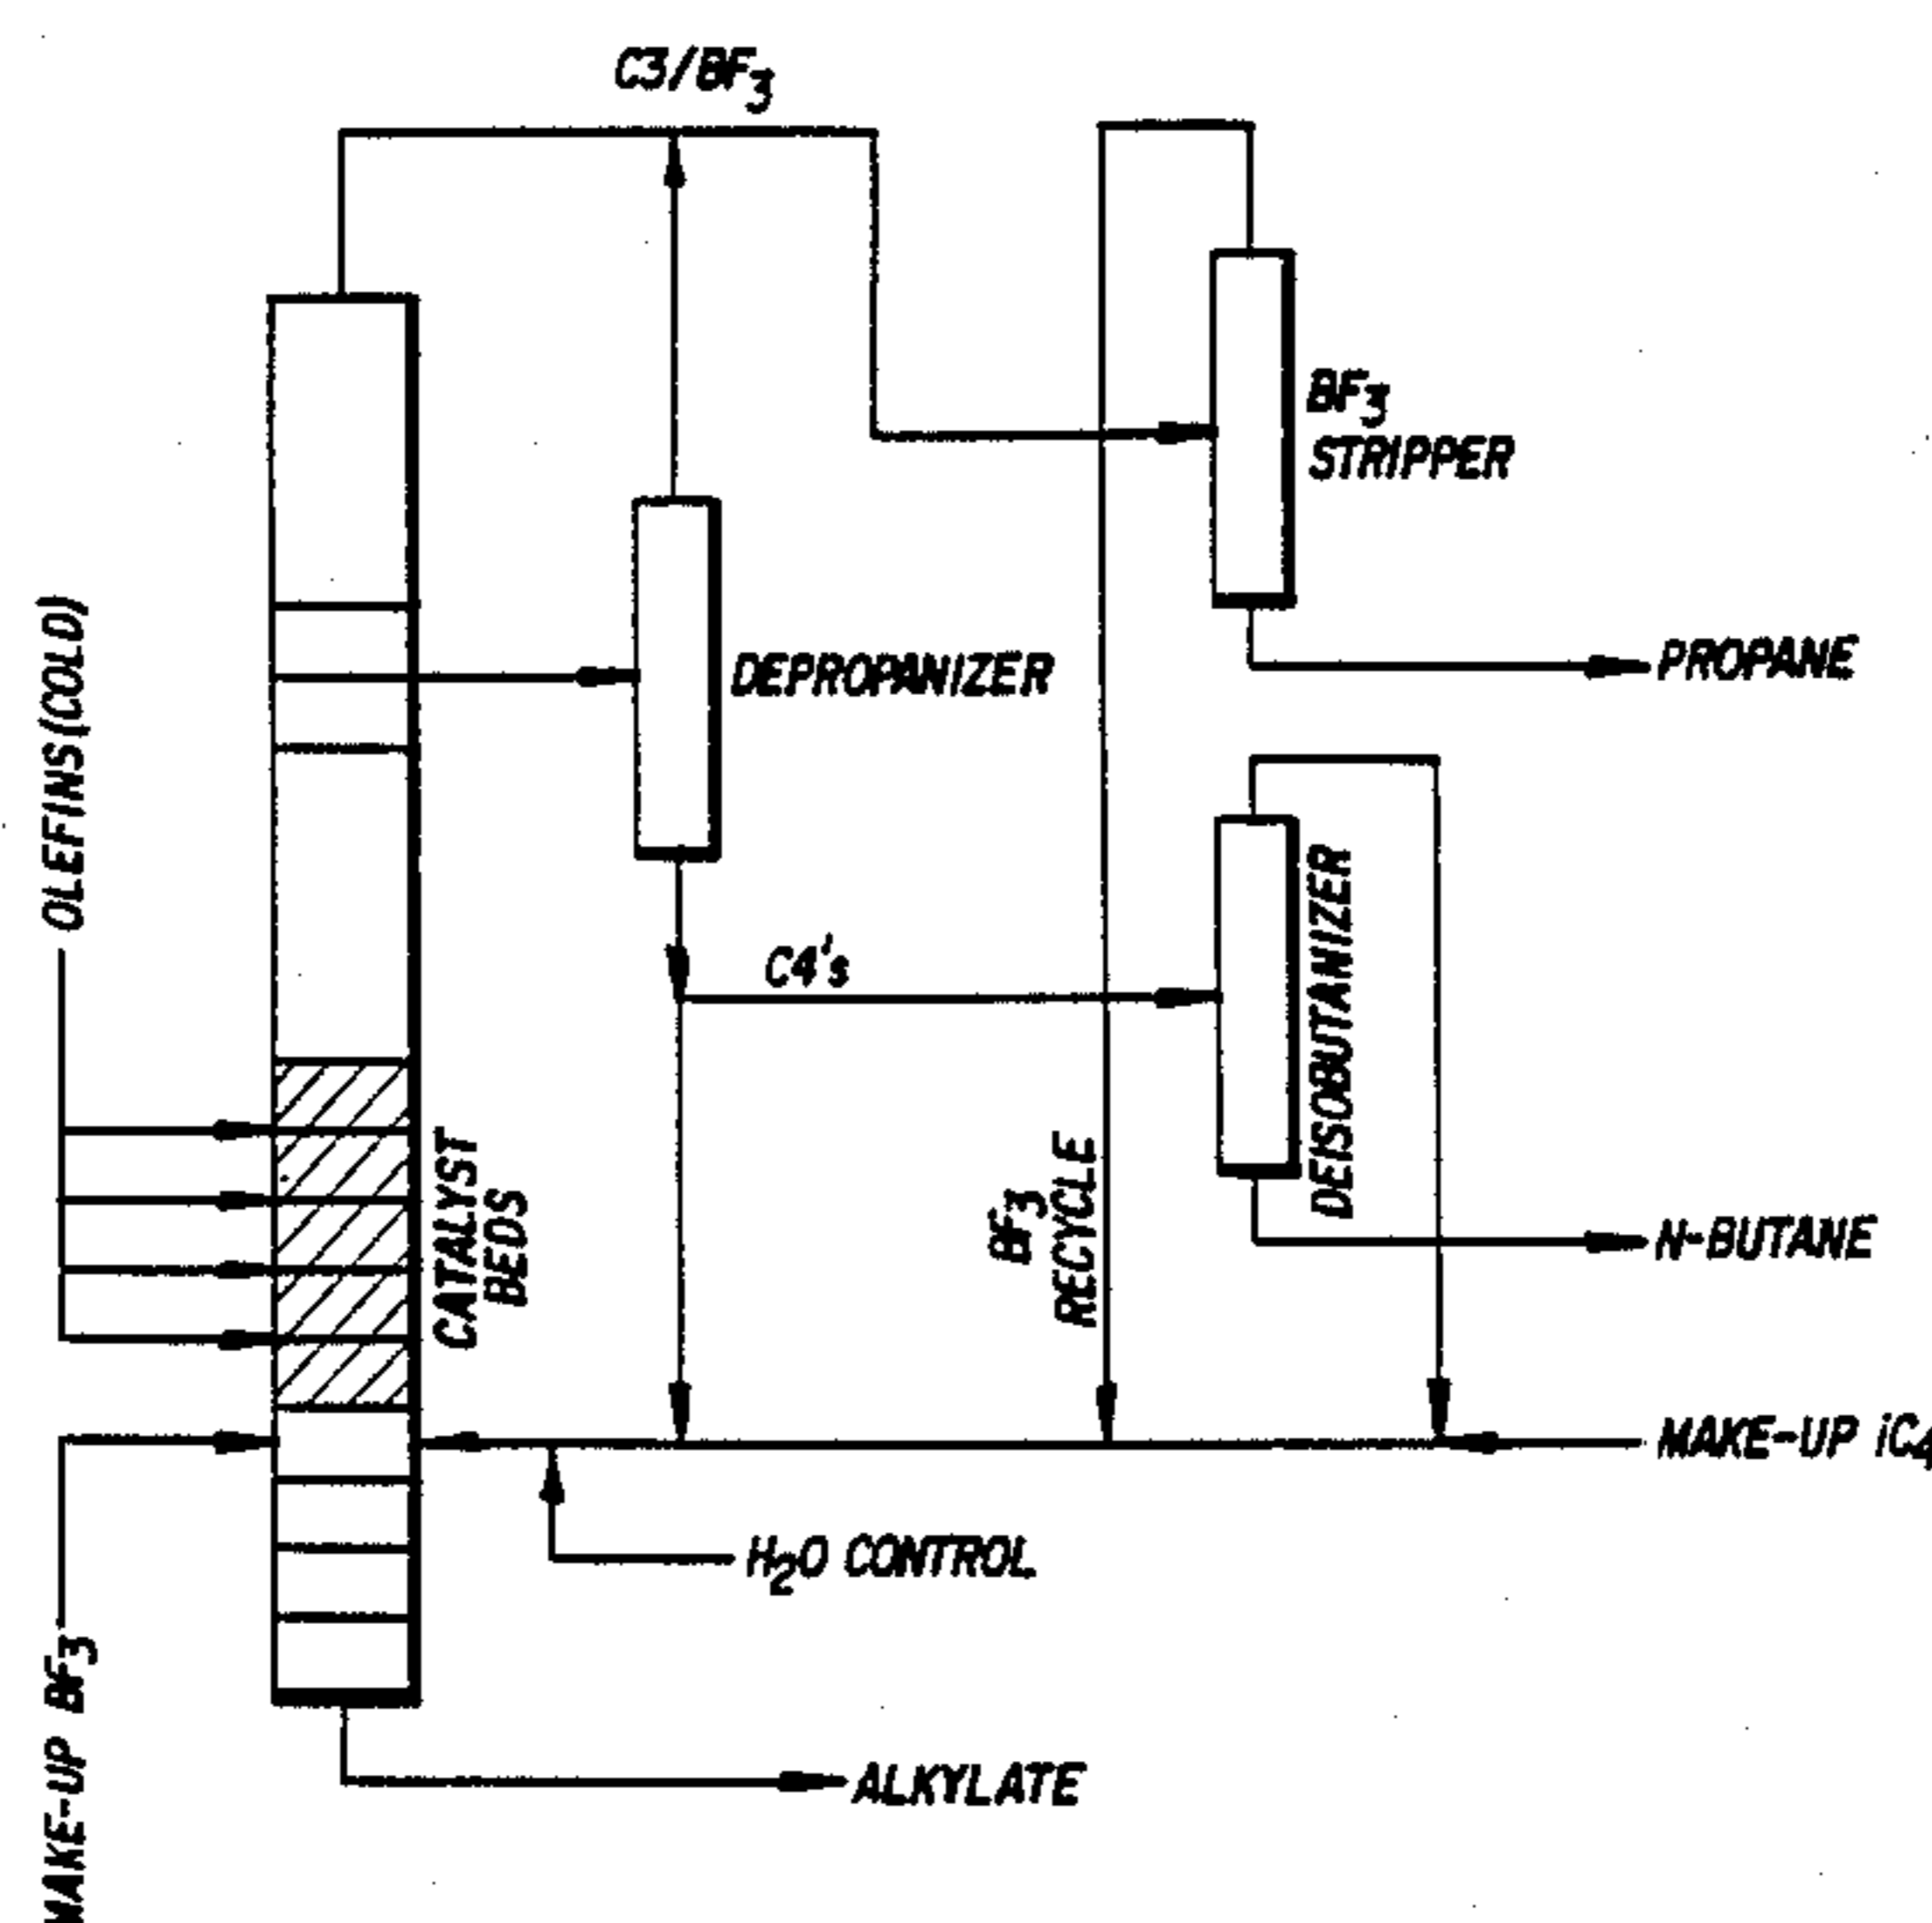 C3/BF3
BF3
STRIPPER
PROPANE
OLEFINS(COLD)
DEPROPANIZER
C4's
DEISOBUTANIZER
CATALYST
BEDS
BF3
RECYCLE
N-BUTANE
MAKE-UP iC4
H2O CONTROL
MAKE-UP BF3
ALKYLATE